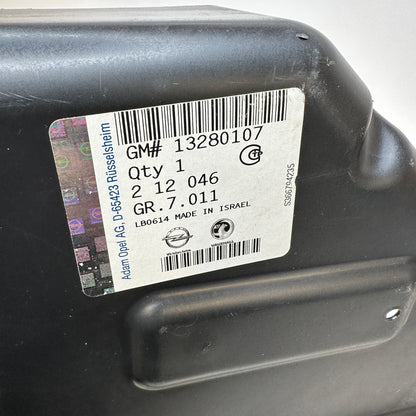 GM# 13280107
Qty 1
2 12 046
GR.7.011
LB0614 MADE IN ISRAEL
Adam Opel AG, D-65423 Rüsselsheim
S366794235